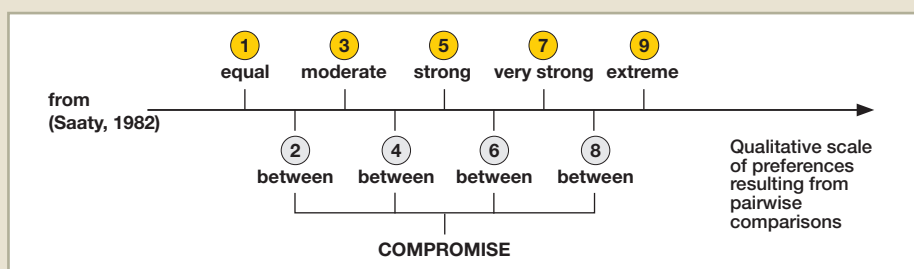 1 3 5 7 9
equal moderate strong very strong extreme
from
(Saaty, 1982)
2 4 6 8
between between between between
COMPROMISE
Qualitative scale
of preferences
resulting from
pairwise
comparisons